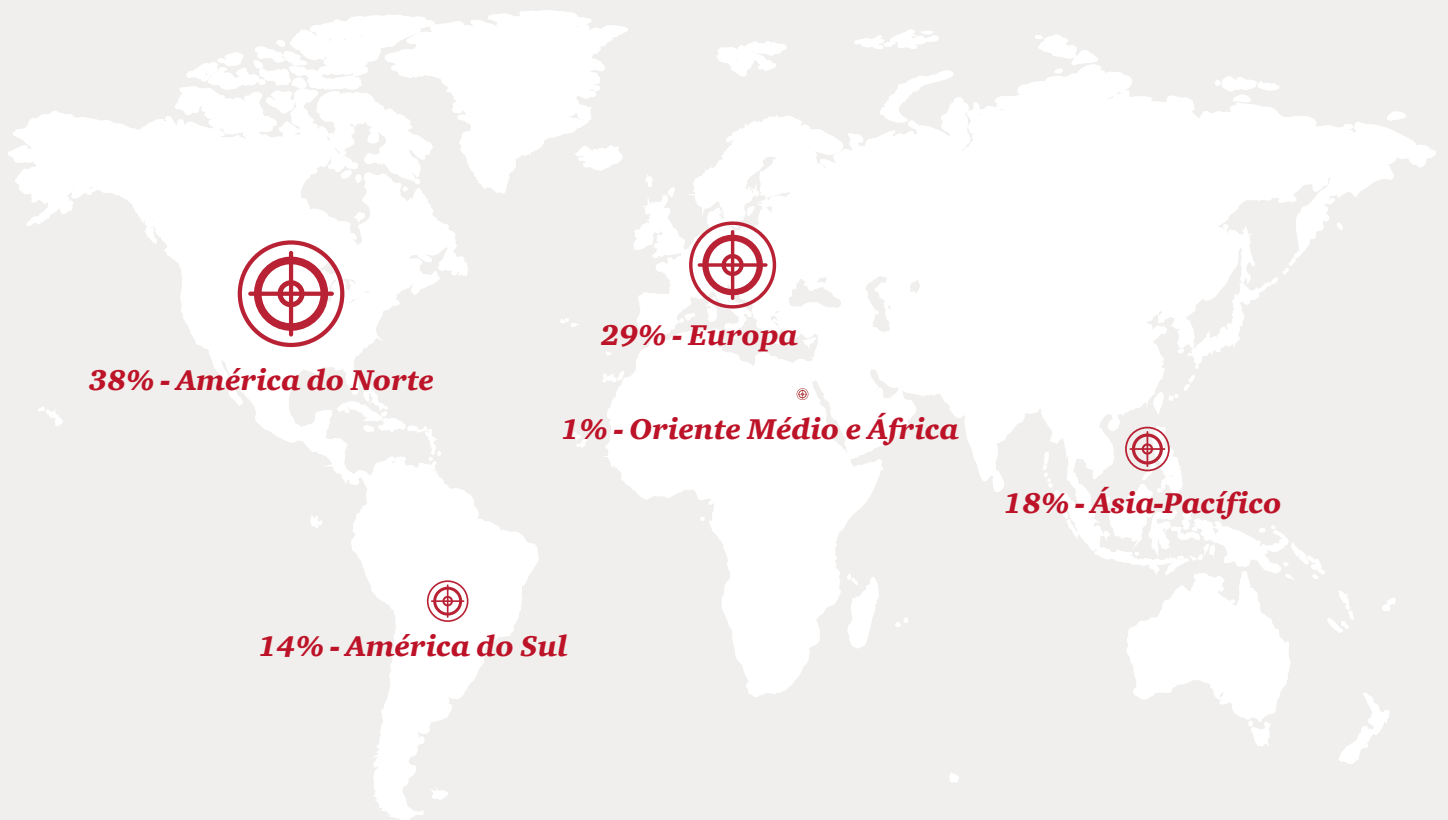 29% - Europa
38% - América do Norte
1% - Oriente Médio e África
18% - Ásia-Pacífico
14% - América do Sul